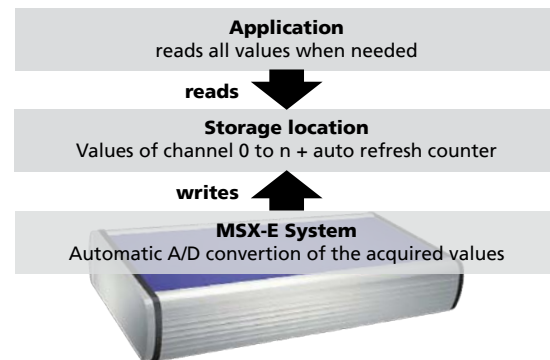 Application
reads all values when needed
reads
Storage location
Values of channel 0 to n + auto refresh counter
writes
MSX-E System
Automatic A/D convertion of the acquired values